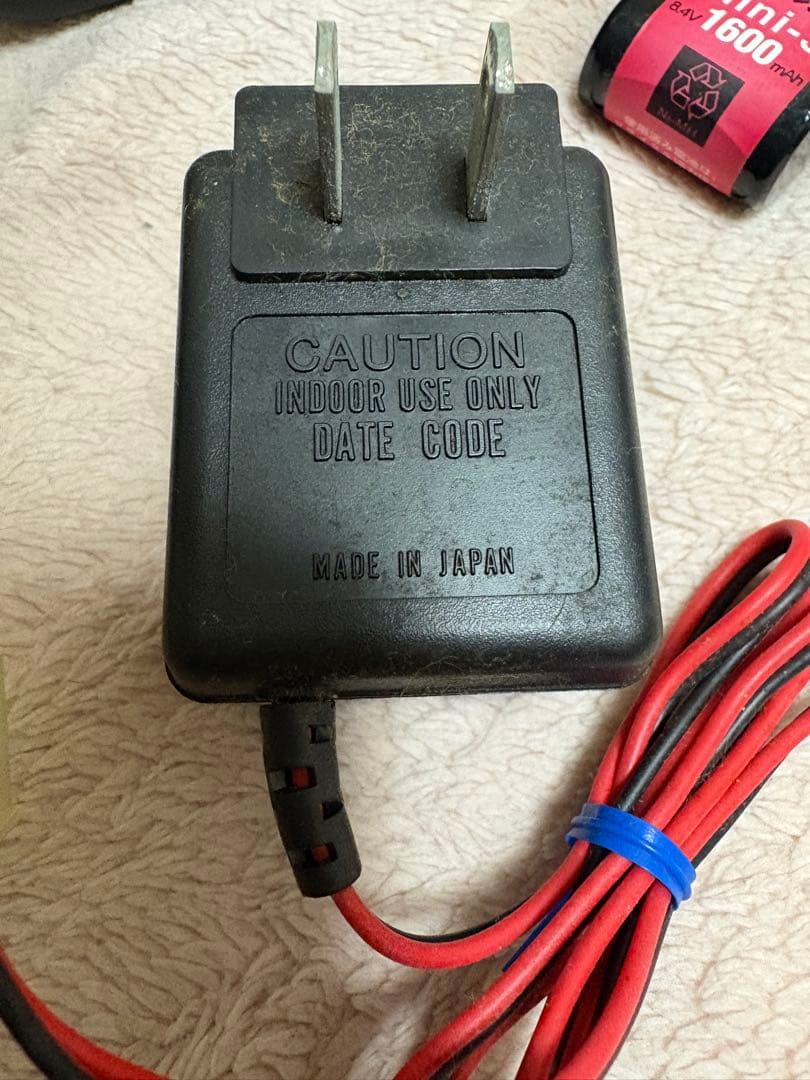 8.4V
1600mAh
Ni-MH
CAUTION
INDOOR USE ONLY
DATE CODE
MADE IN JAPAN